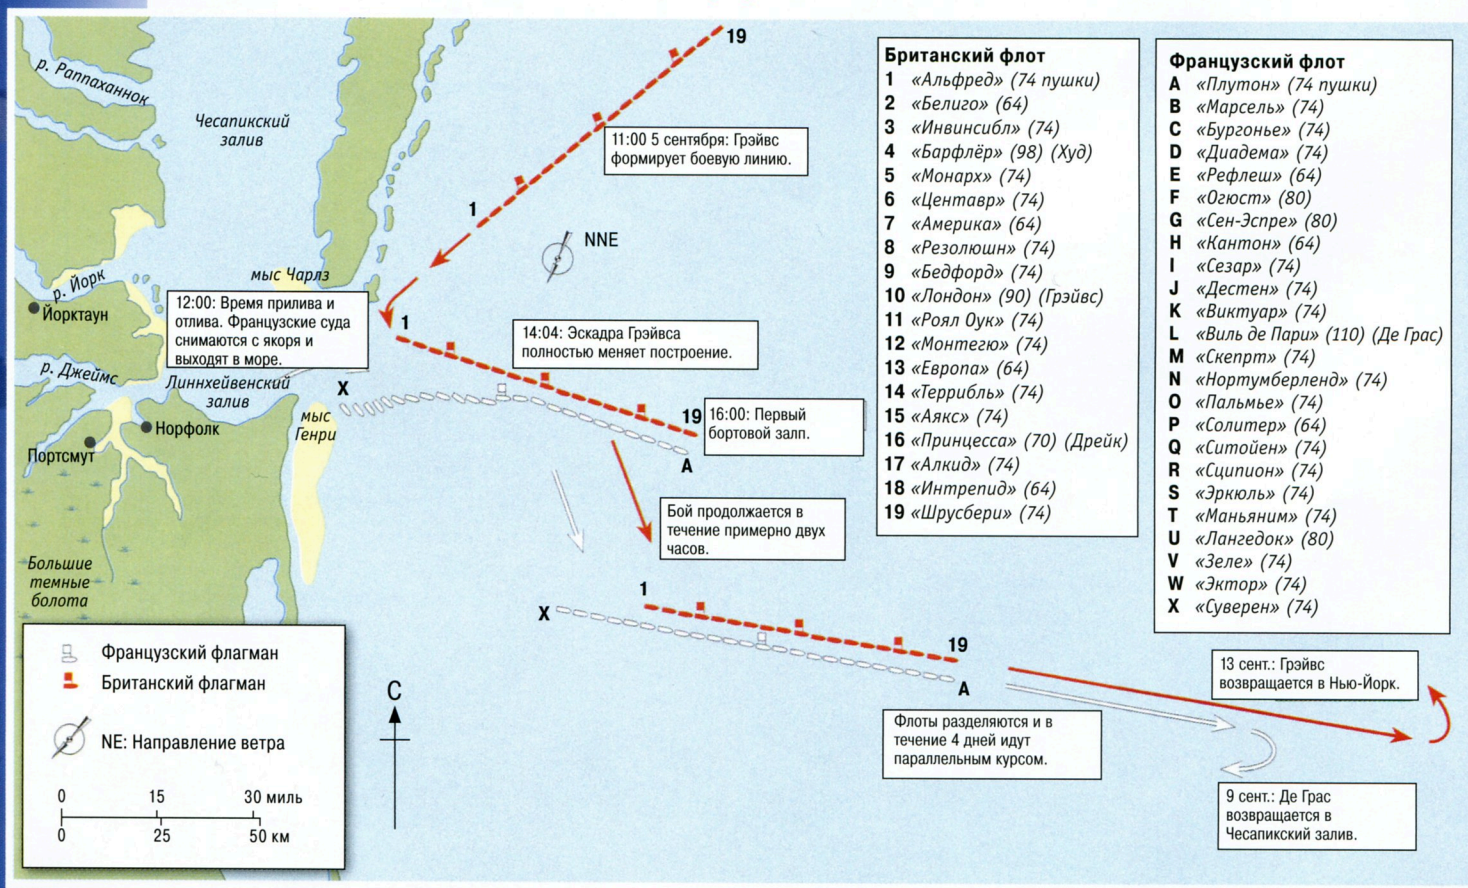 р. Раппаханнок
Чесапикский
залив
19
11:00 5 сентября: Грэйвс
формирует боевую линию.
1
NNE
мыс Чарлз
р. Йорк
Йорктаун
12:00: Время прилива и
отлива. Французские суда
снимаются с якоря и
выходят в море.
1
14:04: Эскадра Грэйвса
полностью меняет построение.
р. Джеймс
Линнхейвенский
залив
X
мыс
Генри
19
16:00: Первый
бортовой залп.
A
Норфолк
Портсмут
Бой продолжается в
течение примерно двух
часов.
Большие
темные
болота
1
X
19
A
Флоты разделяются и в
течение 4 дней идут
параллельным курсом.
13 сент.: Грэйвс
возвращается в Нью-Йорк.
9 сент.: Де Грас
возвращается в
Чесапикский залив.
Британский флот
1 «Альфред» (74 пушки)
2 «Белиго» (64)
3 «Инвинсибл» (74)
4 «Барфлёр» (98) (Худ)
5 «Монарх» (74)
6 «Центавр» (74)
7 «Америка» (64)
8 «Резолюшн» (74)
9 «Бедфорд» (74)
10 «Лондон» (90) (Грэйвс)
11 «Роял Оук» (74)
12 «Монтегю» (74)
13 «Европа» (64)
14 «Террибль» (74)
15 «Аякс» (74)
16 «Принцесса» (70) (Дрейк)
17 «Алкид» (74)
18 «Интрепид» (64)
19 «Шрусбери» (74)
Французский флот
A «Плутон» (74 пушки)
B «Марсель» (74)
C «Бургонье» (74)
D «Диадема» (74)
E «Рефлеш» (64)
F «Огюст» (80)
G «Сен-Эспре» (80)
H «Кантон» (64)
I «Сезар» (74)
J «Дестен» (74)
K «Виктуар» (74)
L «Виль де Пари» (110) (Де Грас)
M «Скепрт» (74)
N «Нортумберленд» (74)
O «Пальмье» (74)
P «Солитер» (64)
Q «Ситойен» (74)
R «Сципион» (74)
S «Эркюль» (74)
T «Маньяним» (74)
U «Лангедок» (80)
V «Зеле» (74)
W «Эктор» (74)
X «Суверен» (74)
Французский флагман
Британский флагман
NE: Направление ветра
0 15 30 миль
0 25 50 км
С